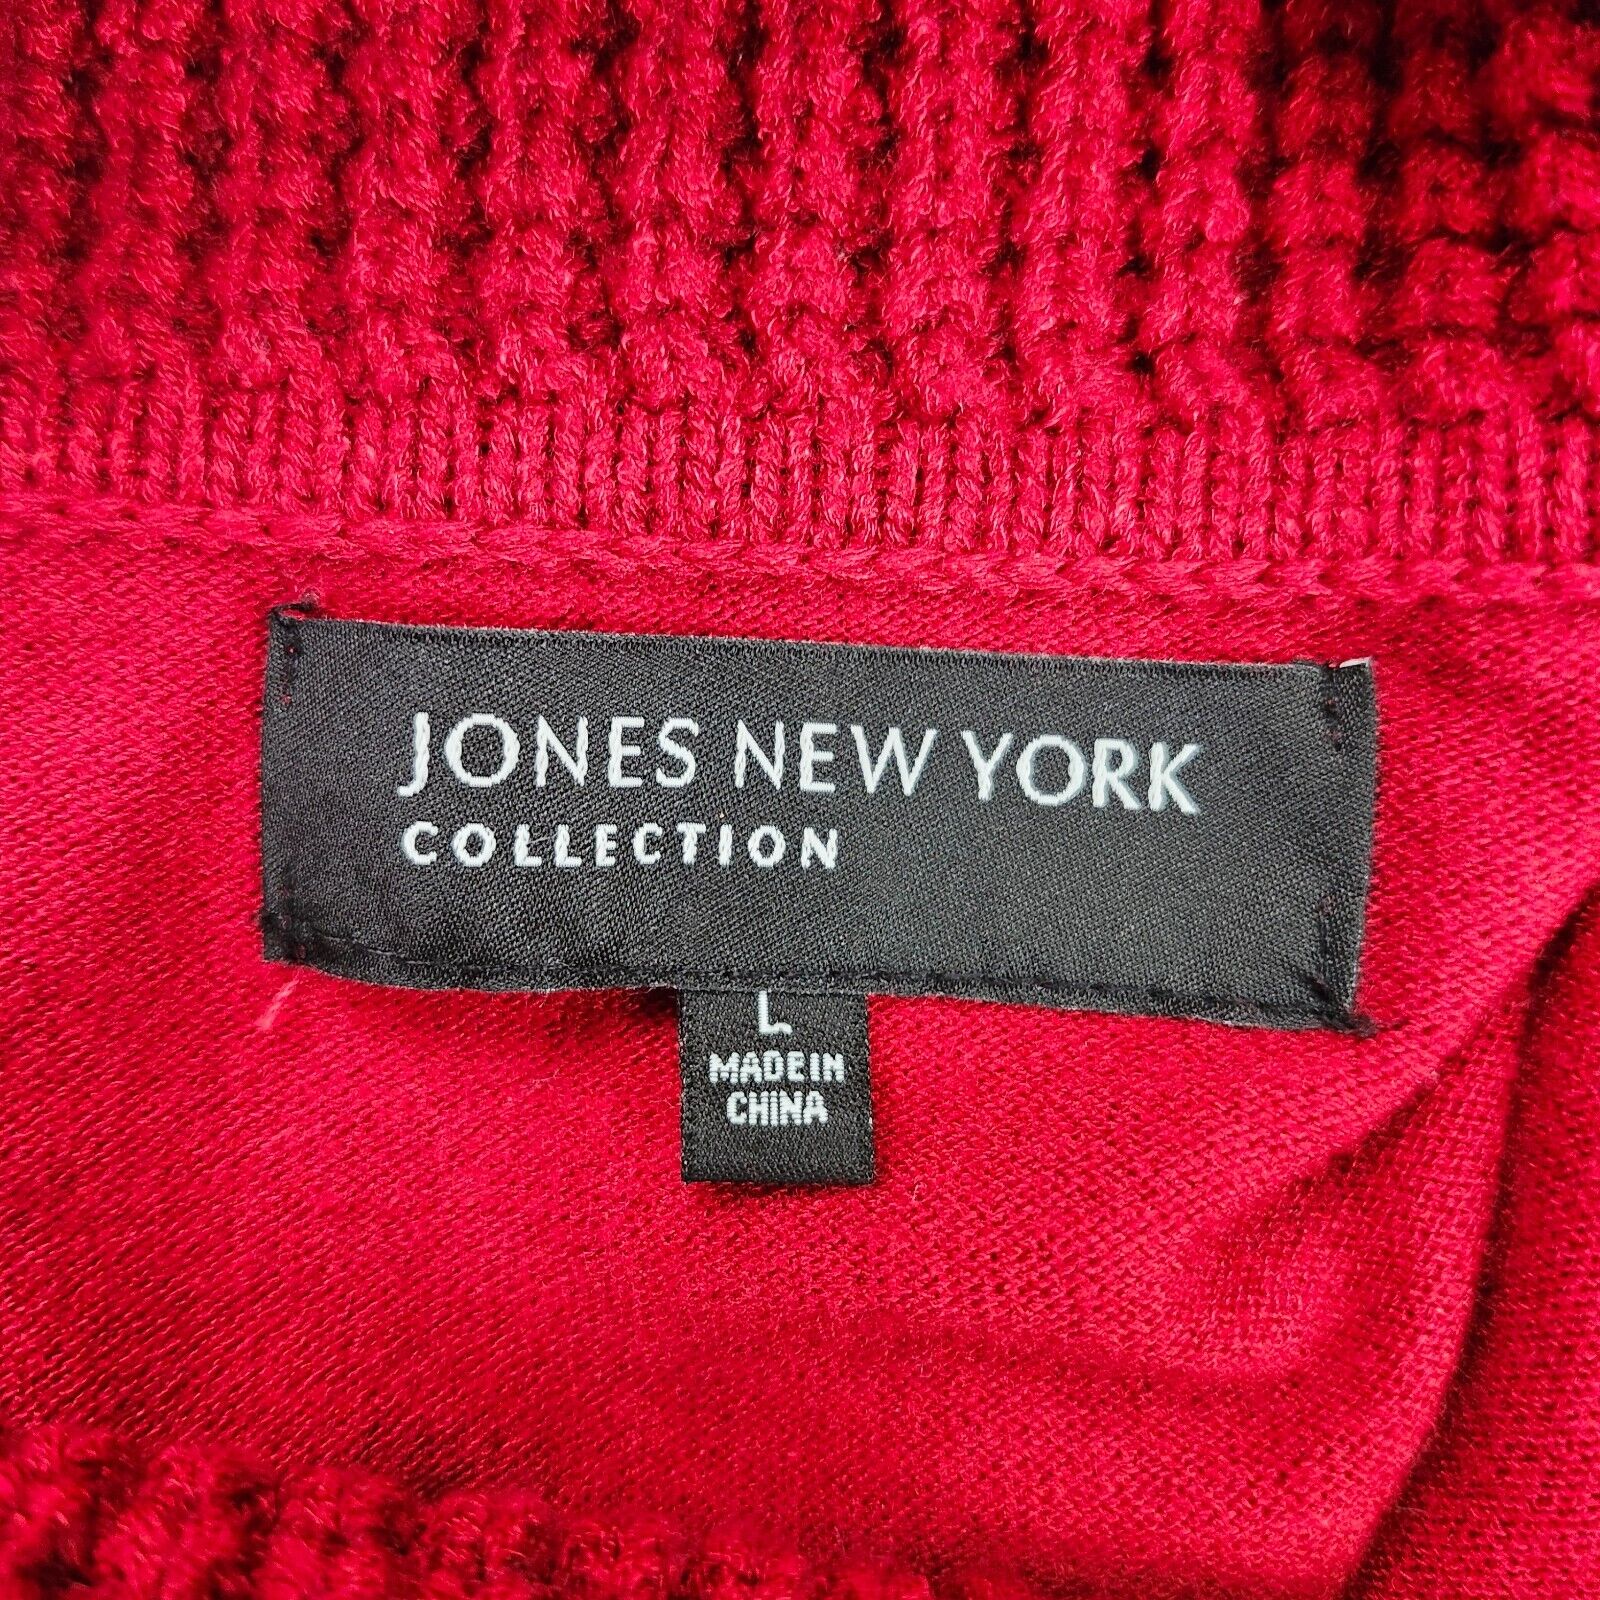 JONES NEW YORK
COLLECTION
L
MADE IN
CHINA